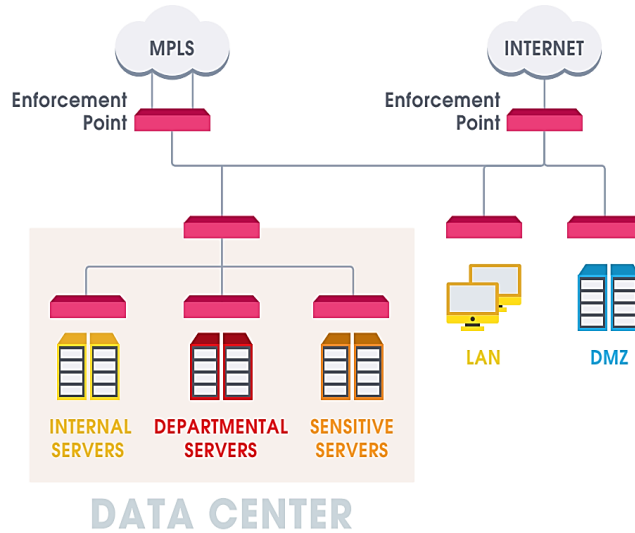 MPLS
INTERNET
Enforcement
Point
Enforcement
Point
LAN
DMZ
INTERNAL
SERVERS
DEPARTMENTAL
SERVERS
SENSITIVE
SERVERS
DATA CENTER